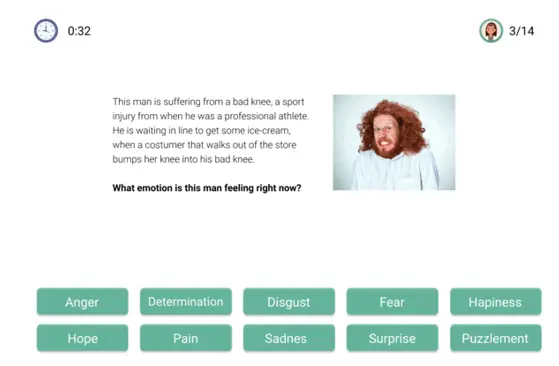 0:32
3/14
This man is suffering from a bad knee, a sport
injury from when he was a professional athlete.
He is waiting in line to get some ice-cream,
when a costumer that walks out of the store
bumps her knee into his bad knee.
What emotion is this man feeling right now?
Anger Determination Disgust Fear Hapiness
Hope Pain Sadnes Surprise Puzzlement